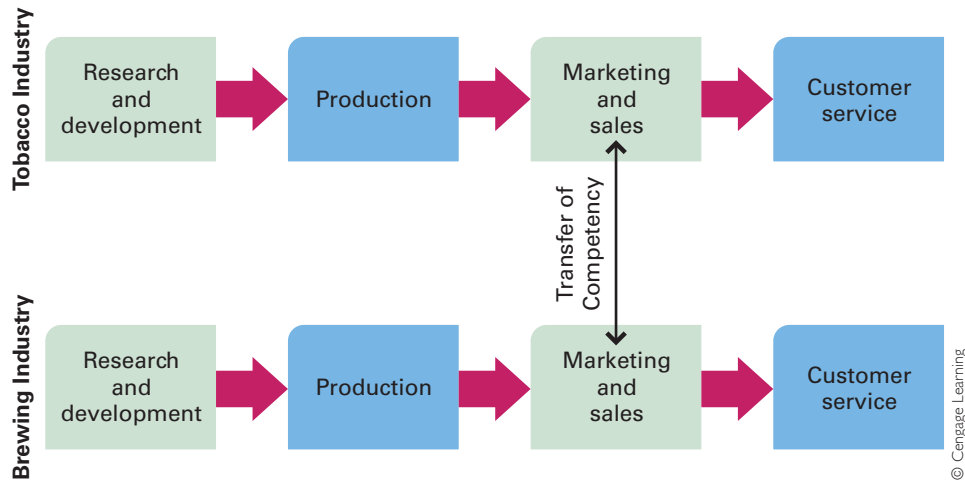 Tobacco Industry
Research
and
development
Production
Marketing
and
sales
Customer
service
Transfer of
Competency
Brewing Industry
Research
and
development
Production
Marketing
and
sales
Customer
service
© Cengage Learning